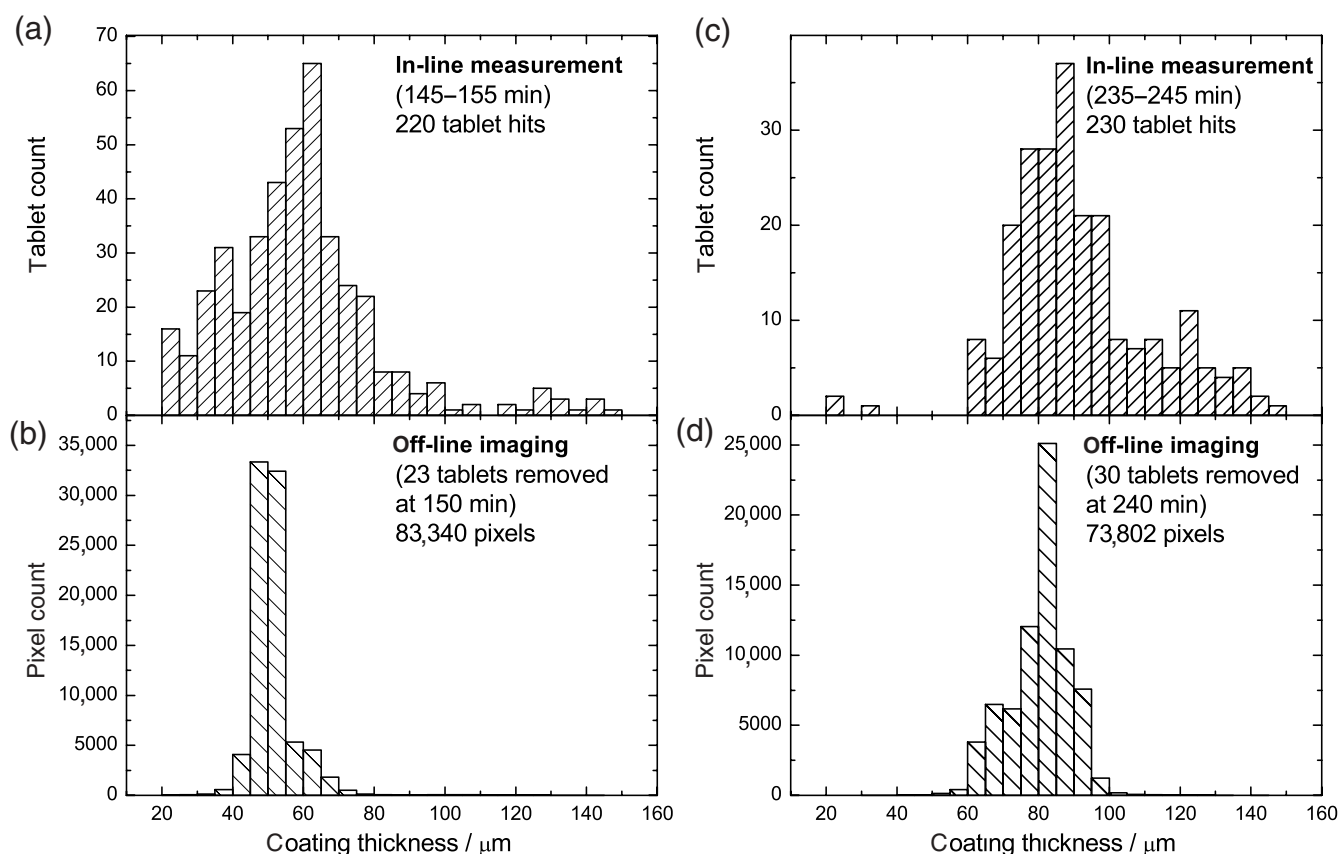 (a)
70
60
50
40
30
20
10
0
Tablet count
In-line measurement
(145–155 min)
220 tablet hits
(c)
30
20
10
0
Tablet count
In-line measurement
(235–245 min)
230 tablet hits
(b)
35,000
30,000
25,000
20,000
15,000
10,000
5000
0
Pixel count
Off-line imaging
(23 tablets removed
at 150 min)
83,340 pixels
20 40 60 80 100 120 140 160
Coating thickness / μm
(d)
25,000
20,000
15,000
10,000
5000
0
Pixel count
Off-line imaging
(30 tablets removed
at 240 min)
73,802 pixels
20 40 60 80 100 120 140 160
Coating thickness / μm